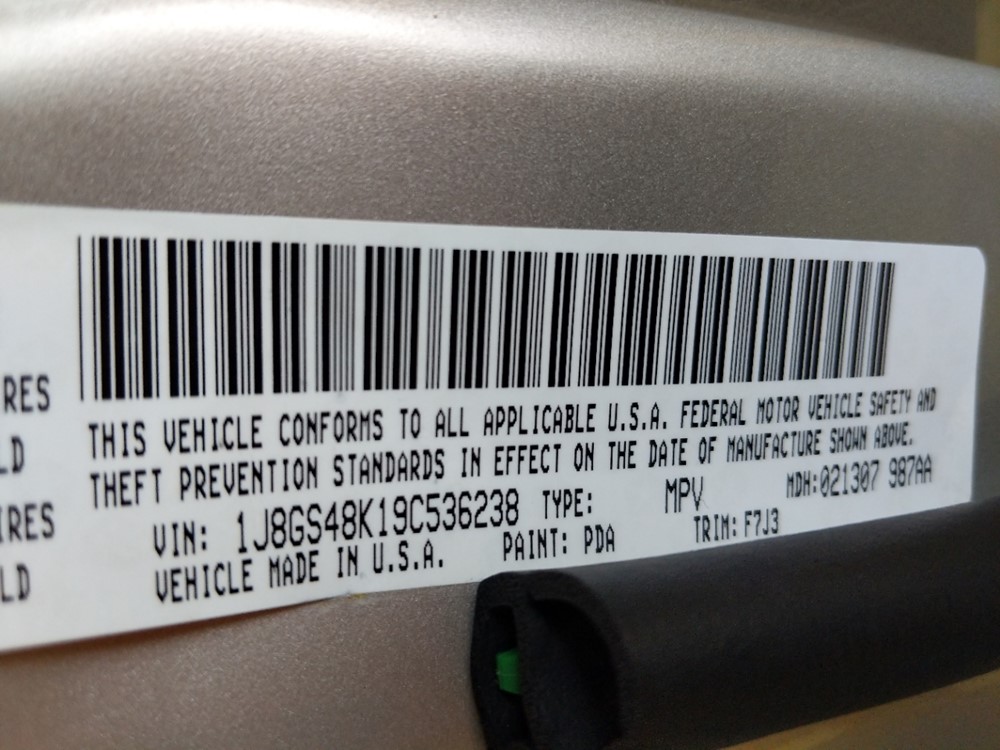 RES
LD
IRES
LD
THIS VEHICLE CONFORMS TO ALL APPLICABLE U.S.A. FEDERAL MOTOR VEHICLE SAFETY AND
THEFT PREVENTION STANDARDS IN EFFECT ON THE DATE OF MANUFACTURE SHOWN ABOVE.
VIN: 1J8GS48K19C536238 TYPE: MPV MDH:021307 987AA
VEHICLE MADE IN U.S.A. PAINT: PDA TRIM: F7J3